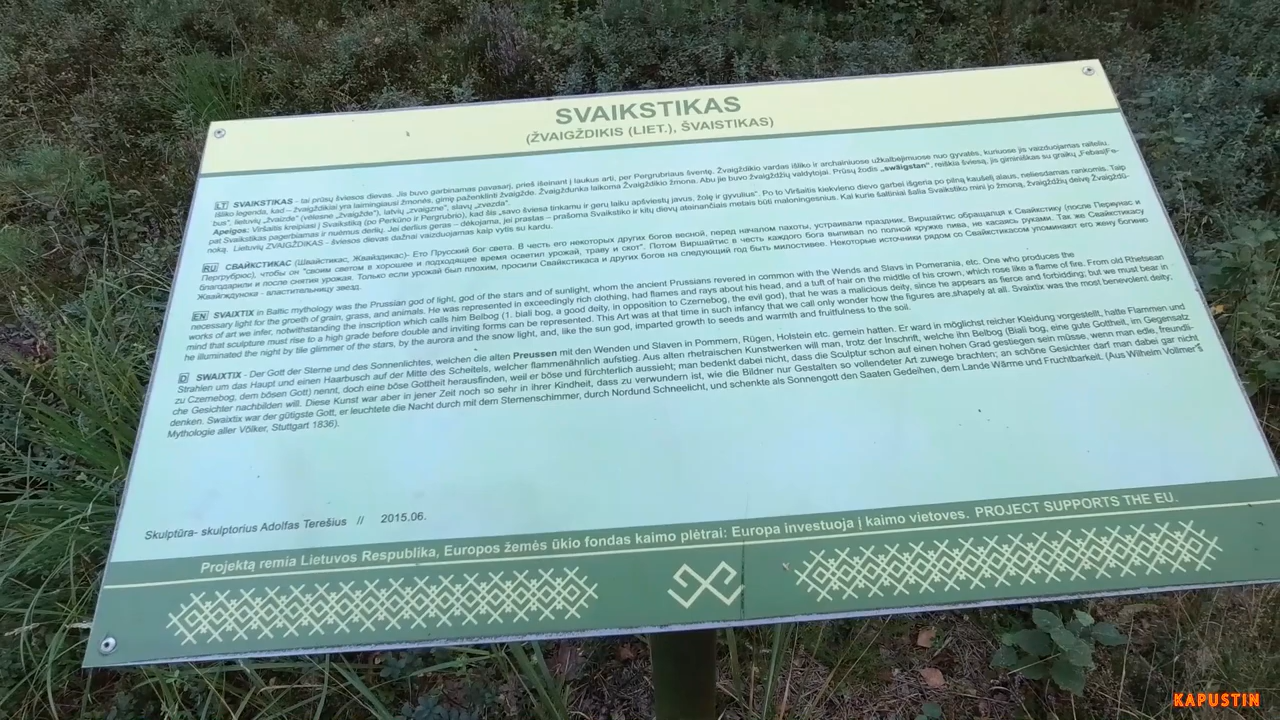 SVAIKSTIKAS
(ŽVAIGŽDIKIS (LIET.), ŠVAISTIKAS)
LT SVAIKSTIKAS - tai prūsų šviesos dievas. Jis buvo garbinamas pavasarį, prieš išeinant į laukus arti, per Pergrubriaus šventę. Žvaigždikio vardas išliko ir archainiuose užkalbėjimuose nuo gyvatės, kuriuose jis vaizduojamas raiteliu.
Išliko legenda, kad – žvaigždikiai yra laimingiausi žmonės, gimę paženklinti žvaigžde. Žvaigždunka laikoma Žvaigždikio žmona. Abu jie buvo žvaigždžių valdytojai. Prūsų žodis „swāigstan", reiškia šviesą, jis giminiškas su graikų „Febas|Fe-
bus", lietuvių „žvaizde" (vėlesne „žvaigžde"), latvių „zvaigzne", slavų „zvezda".
Apeigos: Viršaitis kreipiasi į Svaikstiką (po Perkūno ir Pergrubrio), kad šis „savo šviesa tinkamu ir gerų laiku apšviestų javus, žolę ir gyvulius". Po to Viršaitis kiekvieno dievo garbei išgeria po pilną kaušelį alaus, neliesdamas rankomis. Taip
pat Svaikstikas pagerbiamas ir nuėmus derlių. Jei derlius geras – dėkojama, jei prastas – prašoma Svaikstiko ir kitų dievų ateinančiais metais būti maloningesnius. Kai kurie šaltiniai šalia Svaikstiko mini jo žmoną, žvaigždžių deivę Žvaigždū-
noką. Lietuvių ŽVAIGŽDIKAS – šviesos dievas dažnai vaizduojamas kaip vytis su kardu.
RU СВАЙКСТИКАС (Швайстикас, Жвайздикас)- Ето Прусский бог света. В честь его некоторых других богов весной, перед началом пахоты, устраивали праздник. Виршайтис обращался к Свайкстику (после Перкунас и
Пергрубрюс), чтобы он "своим светом в хорошее и подходящее время осветил урожай, траву и скот". Потом Виршайтис в честь каждого бога выпивал по полной кружке пива, не касаясь руками. Так же Свайкстикасу
благодарили и после снятия урожая. Только если урожай был плохим, просили Свайкстикаса и других богов на следующий год быть милостивее. Некоторые источники рядом со Свайкстикасом упоминают его жену богиню
Жвайгждунока - властительницу звезд.
EN SVAIXTIX in Baltic mythology was the Prussian god of light, god of the stars and of sunlight, whom the ancient Prussians revered in common with the Wends and Slavs in Pomerania, etc. One who produces the
necessary light for the growth of grain, grass, and animals. He was represented in exceedingly rich clothing, had flames and rays about his head, and a tuft of hair on the middle of his crown, which rose like a flame of fire. From old Rhetsean
works of art we infer, notwithstanding the inscription which calls him Belbog (1. biali bog, a good deity, in opposition to Czernebog, the evil god), that he was a malicious deity, since he appears as fierce and forbidding; but we must bear in
mind that sculpture must rise to a high grade before double and inviting forms can be represented. This Art was at that time in such infancy that we call only wonder how the figures are shapely at all. Svaixtix was the most benevolent deity;
he illuminated the night by tile glimmer of the stars, by the aurora and the snow light, and, like the sun god, imparted growth to seeds and warmth and fruitfulness to the soil.
D SWAIXTIX - Der Gott der Sterne und des Sonnenlichtes, welchen die alten Preussen mit den Wenden und Slaven in Pommern, Rügen, Holstein etc. gemein hatten. Er ward in möglichst reicher Kleidung vorgestellt, hatte Flammen und
Strahlen um das Haupt und einen Haarbusch auf der Mitte des Scheitels, welcher flammenähnlich aufstieg. Aus alten rhetraischen Kunstwerken will man, trotz der Inschrift, welche ihn Belbog (Biali bog, eine gute Gottheit, im Gegensatz
zu Czernebog, dem bösen Gott) nennt, doch eine böse Gottheit herausfinden, weil er böse und fürchterlich aussieht; man bedenkt dabei nicht, dass die Sculptur schon auf einen hohen Grad gestiegen sein müsse, wenn man edle, freundli-
che Gesichter nachbilden will. Diese Kunst war aber in jener Zeit noch so sehr in ihrer Kindheit, dass zu verwundern ist, wie die Bildner nur Gestalten so vollendeter Art zuwege brachten; an schöne Gesichter darf man dabei gar nicht
denken. Swaixtix war der gütigste Gott, er leuchtete die Nacht durch mit dem Sternenschimmer, durch Nordund Schneelicht, und schenkte als Sonnengott den Saaten Gedeihen, dem Lande Wärme und Fruchtbarkeit. (Aus Wilhelm Vollmer's
Mythologie aller Völker, Stuttgart 1836).
Skulptūra- skulptorius Adolfas Terešius // 2015.06.
Projektą remia Lietuvos Respublika, Europos žemės ūkio fondas kaimo plėtrai: Europa investuoja į kaimo vietoves. PROJECT SUPPORTS THE EU.
KAPUSTIN